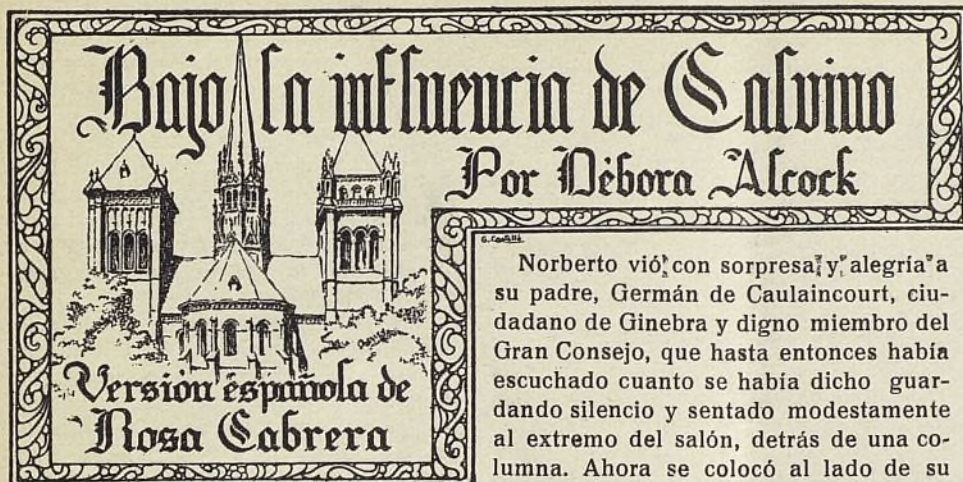 Bajo la influencia de Calvino
Por Débora Alcock
Versión española de
Rosa Cabrera
G. Castellá
Norberto vió con sorpresa y alegría a
su padre, Germán de Caulaincourt, ciu-
dadano de Ginebra y digno miembro del
Gran Consejo, que hasta entonces había
escuchado cuanto se había dicho guar-
dando silencio y sentado modestamente
al extremo del salón, detrás de una co-
lumna. Ahora se colocó al lado de su